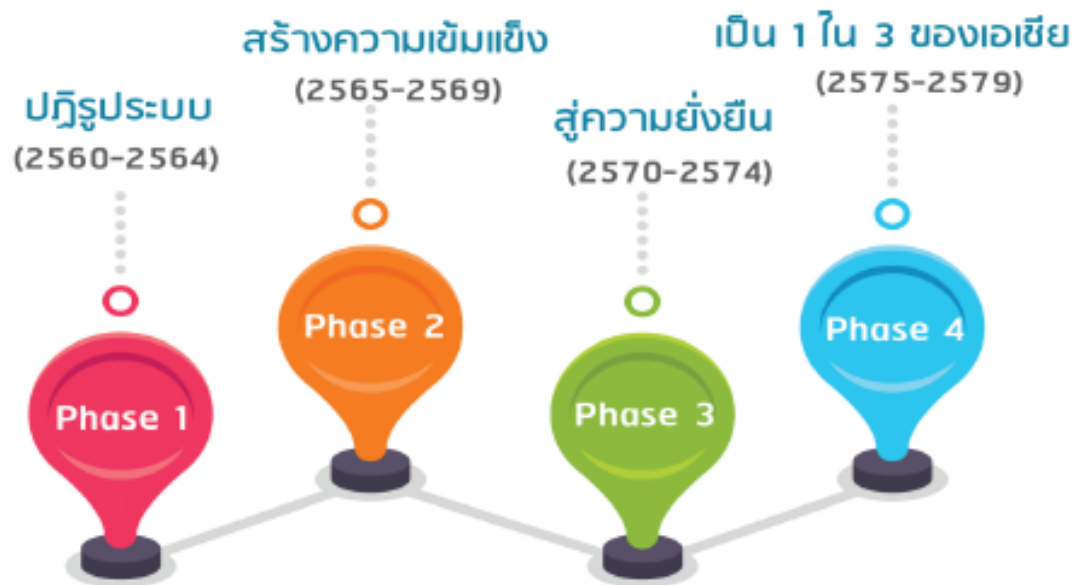 ปฎิรูประบบ
(2560-2564)
Phase 1
สร้างความเข้มแข็ง
(2565-2569)
Phase 2
สู่ความยั่งยืน
(2570-2574)
Phase 3
เป็น 1 ใน 3 ของเอเชีย
(2575-2579)
Phase 4